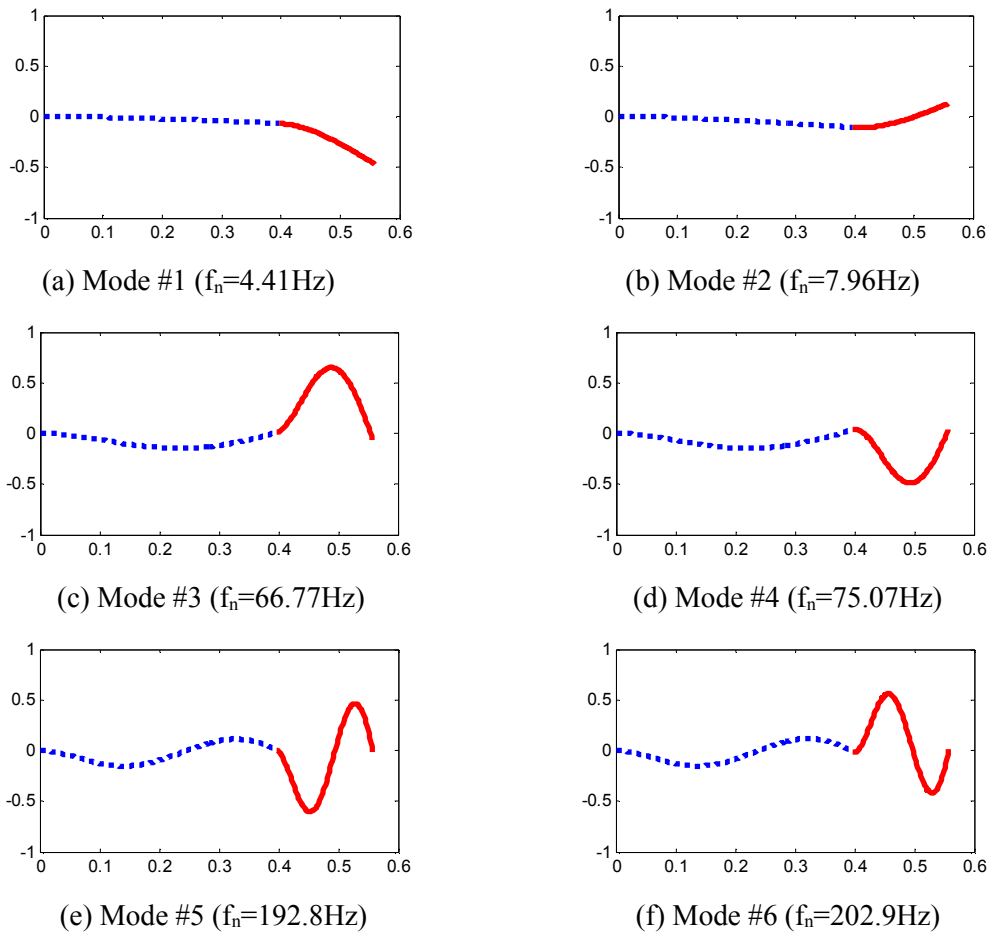 1
0.5
0
-0.5
-1
0 0.1 0.2 0.3 0.4 0.5 0.6
(a) Mode #1 (fn=4.41Hz)
1
0.5
0
-0.5
-1
0 0.1 0.2 0.3 0.4 0.5 0.6
(b) Mode #2 (fn=7.96Hz)
1
0.5
0
-0.5
-1
0 0.1 0.2 0.3 0.4 0.5 0.6
(c) Mode #3 (fn=66.77Hz)
1
0.5
0
-0.5
-1
0 0.1 0.2 0.3 0.4 0.5 0.6
(d) Mode #4 (fn=75.07Hz)
1
0.5
0
-0.5
-1
0 0.1 0.2 0.3 0.4 0.5 0.6
(e) Mode #5 (fn=192.8Hz)
1
0.5
0
-0.5
-1
0 0.1 0.2 0.3 0.4 0.5 0.6
(f) Mode #6 (fn=202.9Hz)